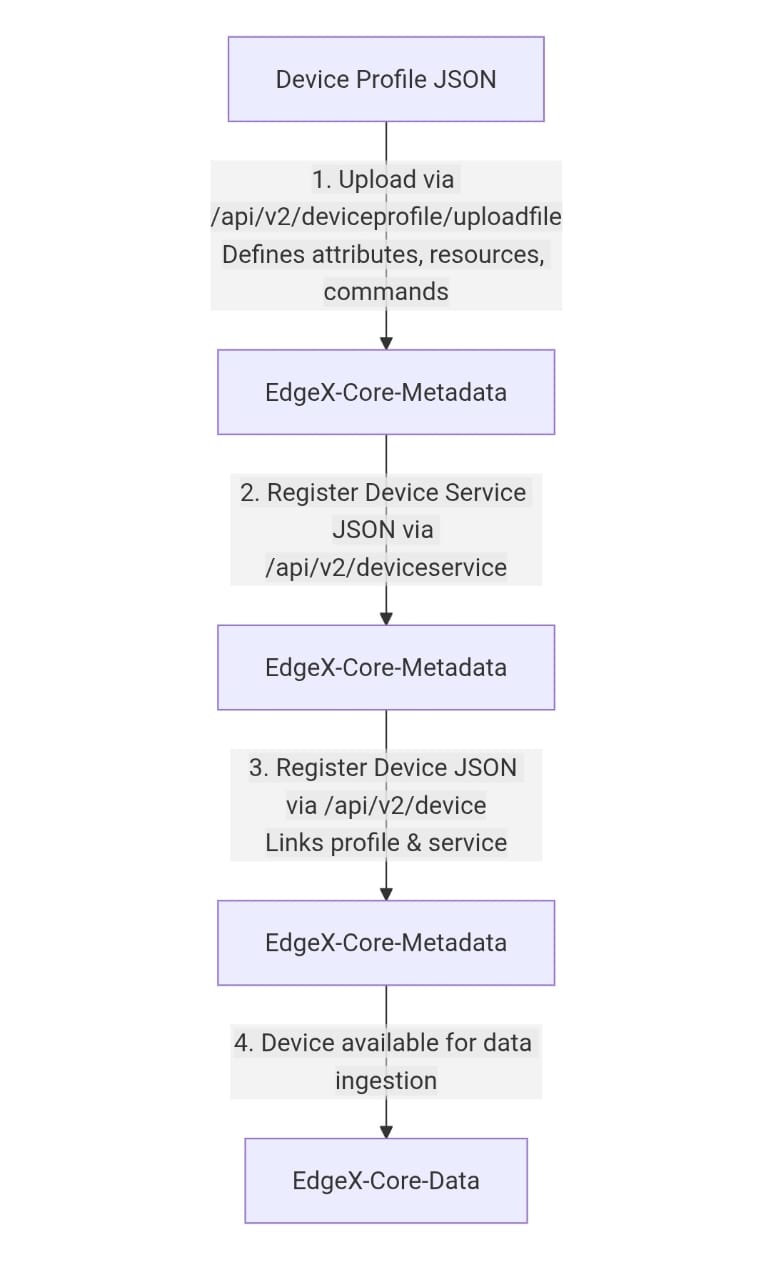 Device Profile JSON
1. Upload via
/api/v2/deviceprofile/uploadfile
Defines attributes, resources,
commands
EdgeX-Core-Metadata
2. Register Device Service
JSON via
/api/v2/deviceservice
EdgeX-Core-Metadata
3. Register Device JSON
via /api/v2/device
Links profile & service
EdgeX-Core-Metadata
4. Device available for data
ingestion
EdgeX-Core-Data